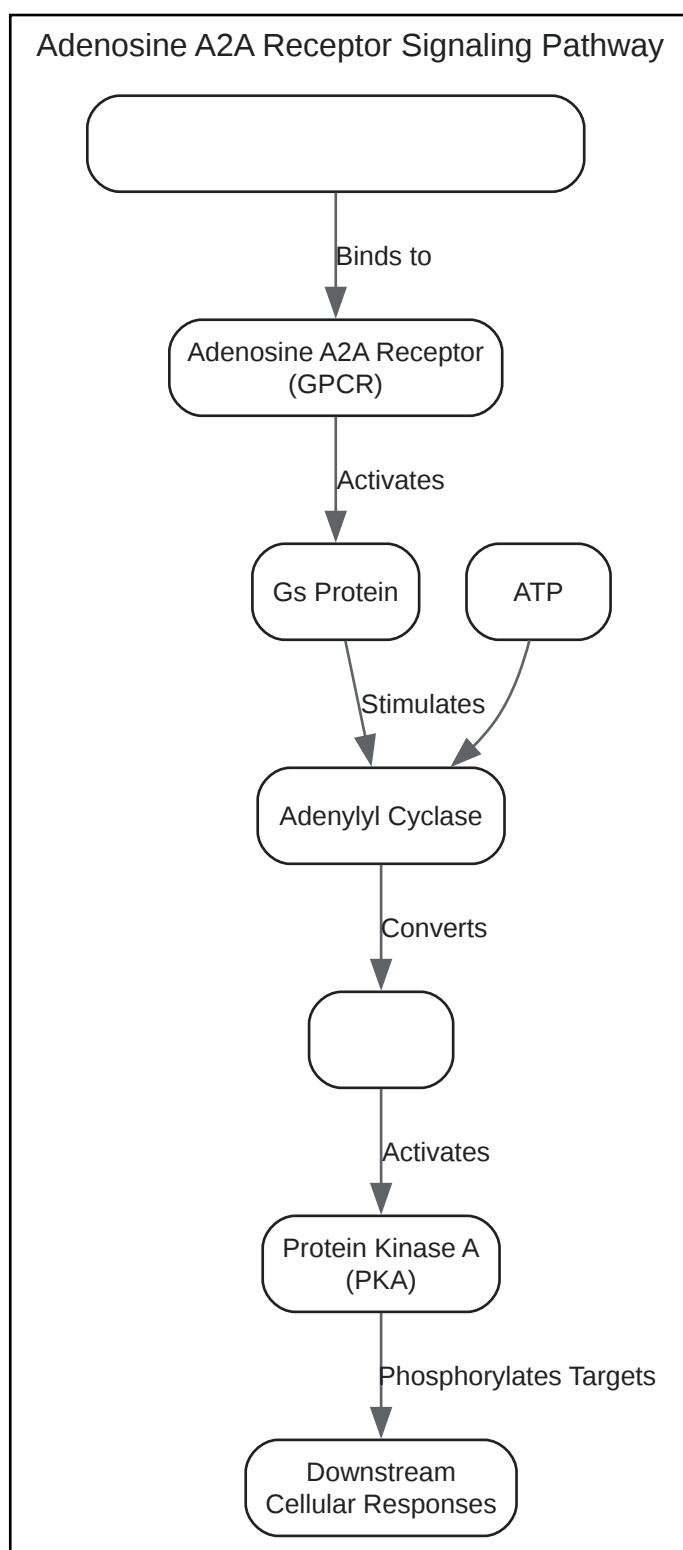 Adenosine A2A Receptor Signaling Pathway
Binds to
Adenosine A2A Receptor
(GPCR)
Activates
Gs Protein
ATP
Stimulates
Adenylyl Cyclase
Converts
Activates
Protein Kinase A
(PKA)
Phosphorylates Targets
Downstream
Cellular Responses